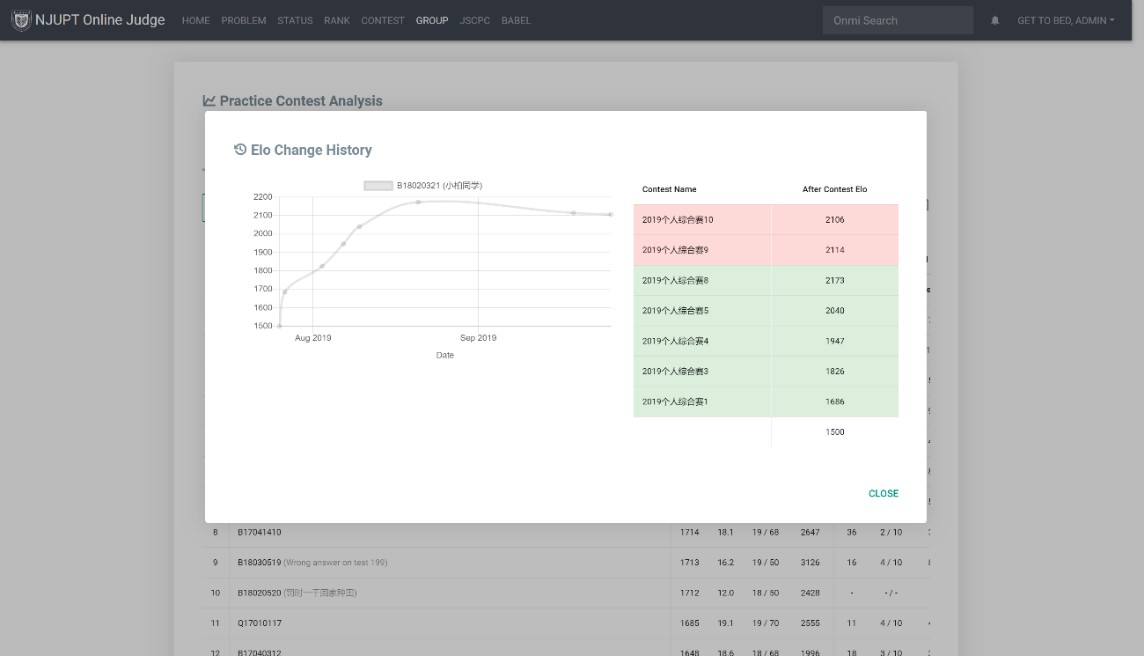 NJUPT Online Judge HOME PROBLEM STATUS RANK CONTEST GROUP JSCPC BABEL Onmi Search GET TO BED, ADMIN
Practice Contest Analysis
Elo Change History
B18020321 (小柏同学)
2200
2100
2000
1900
1800
1700
1600
1500
Aug 2019 Sep 2019
Date
Contest Name After Contest Elo
2019个人综合赛10 2106
2019个人综合赛9 2114
2019个人综合赛8 2173
2019个人综合赛5 2040
2019个人综合赛4 1947
2019个人综合赛3 1826
2019个人综合赛1 1686
1500
CLOSE
8 B17041410 1714 18.1 19 / 68 2647 36 2 / 10
9 B18030519 (Wrong answer on test 199) 1713 16.2 19 / 50 3126 16 4 / 10
10 B18020520 (罚时一千回家种田) 1712 12.0 18 / 50 2428 - - / -
11 Q17010117 1685 19.1 19 / 70 2555 11 4 / 10
12 B17040312 1648 18.6 18 / 68 1996 18 3 / 10